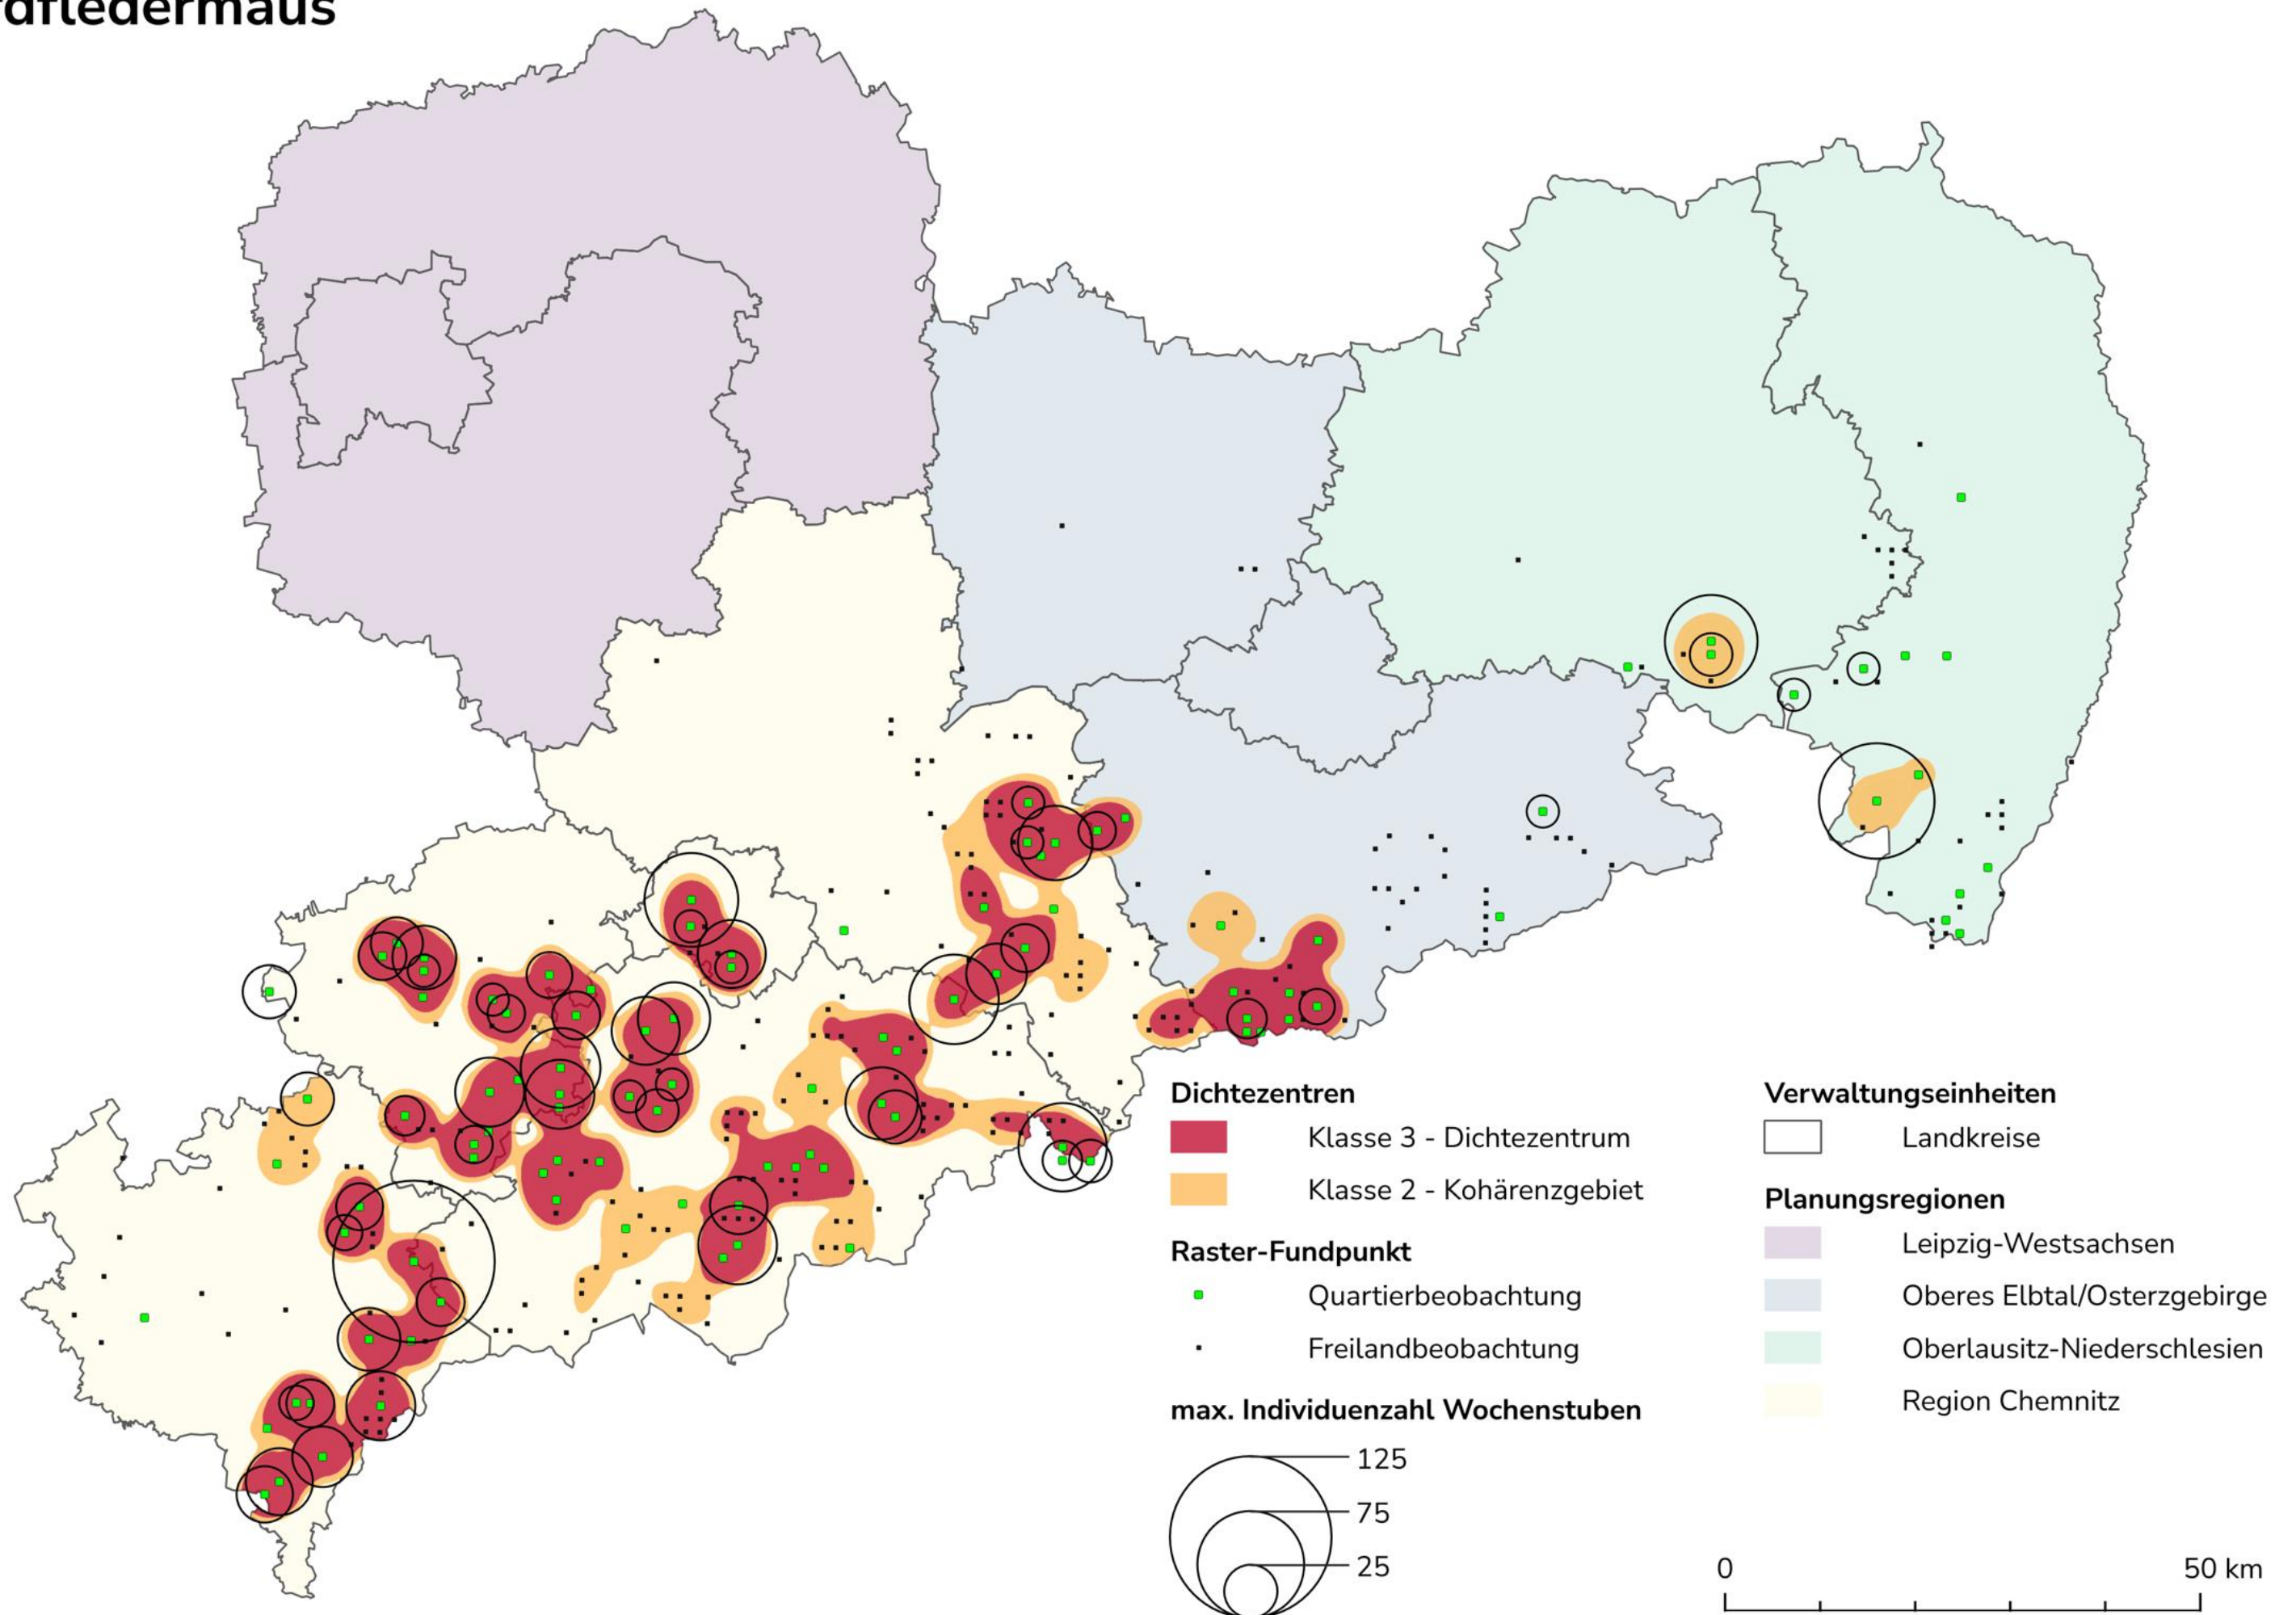 Dichtezentren
Klasse 3 - Dichtezentrum
Klasse 2 - Kohärenzgebiet
Raster-Fundpunkt
Quartierbeobachtung
Freilandbeobachtung
max. Individuenzahl Wochenstuben
125
75
25
Verwaltungseinheiten
Landkreise
Planungsregionen
Leipzig-Westsachsen
Oberes Elbtal/Osterzgebirge
Oberlausitz-Niederschlesien
Region Chemnitz
0 50 km